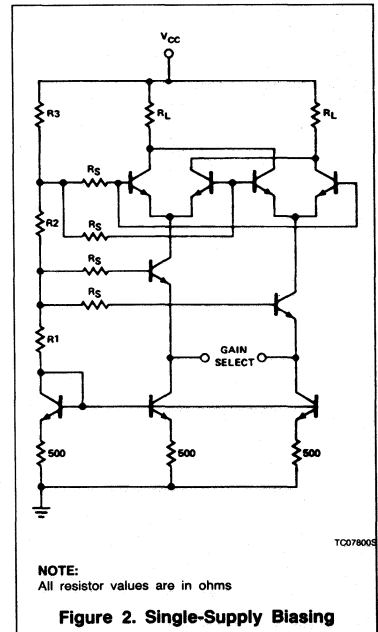 VCC
R3
RL
RL
RS
R2
RS
RS
RS
R1
GAIN
SELECT
500
500
500
TC07800S
NOTE:
All resistor values are in ohms
Figure 2. Single-Supply Biasing